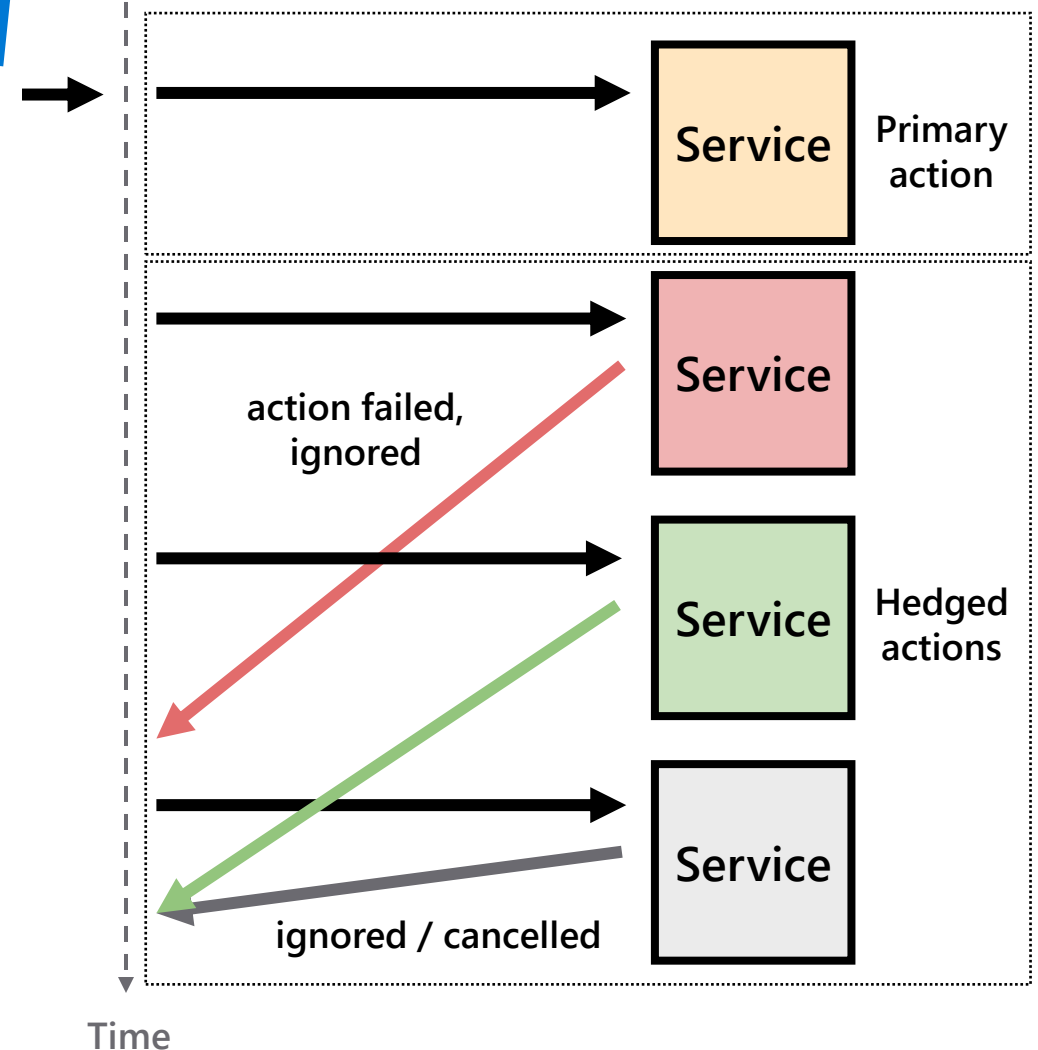 Service
Primary
action
Service
action failed,
ignored
Service
Hedged
actions
Service
ignored / cancelled
Time